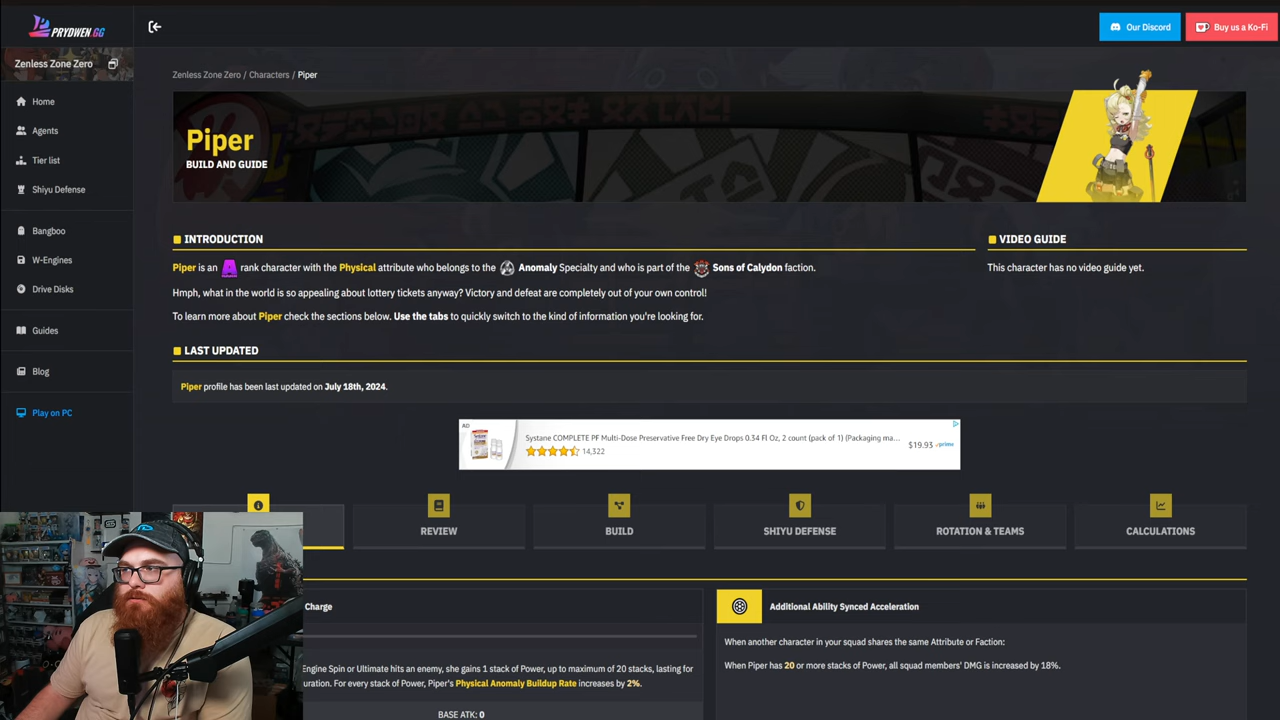 PRYDWEN.GG
Our Discord
Buy us a Ko-Fi
Zenless Zone Zero
Home
Agents
Tier list
Shiyu Defense
Bangboo
W-Engines
Drive Disks
Guides
Blog
Play on PC
Zenless Zone Zero / Characters / Piper
Piper
BUILD AND GUIDE
INTRODUCTION
Piper is an rank character with the Physical attribute who belongs to the Anomaly Specialty and who is part of the Sons of Calydon faction.
Hmph, what in the world is so appealing about lottery tickets anyway? Victory and defeat are completely out of your own control!
To learn more about Piper check the sections below. Use the tabs to quickly switch to the kind of information you're looking for.
VIDEO GUIDE
This character has no video guide yet.
LAST UPDATED
Piper profile has been last updated on July 18th, 2024.
AD
Systane COMPLETE PF Multi-Dose Preservative Free Dry Eye Drops 0.34 Fl Oz, 2 count (pack of 1) (Packaging ma...
14,322
$19.93 prime
REVIEW
BUILD
SHIYU DEFENSE
ROTATION & TEAMS
CALCULATIONS
Charge
Engine Spin or Ultimate hits an enemy, she gains 1 stack of Power, up to maximum of 20 stacks, lasting for
uration. For every stack of Power, Piper's Physical Anomaly Buildup Rate increases by 2%.
BASE ATK: 0
Additional Ability Synced Acceleration
When another character in your squad shares the same Attribute or Faction:
When Piper has 20 or more stacks of Power, all squad members' DMG is increased by 18%.